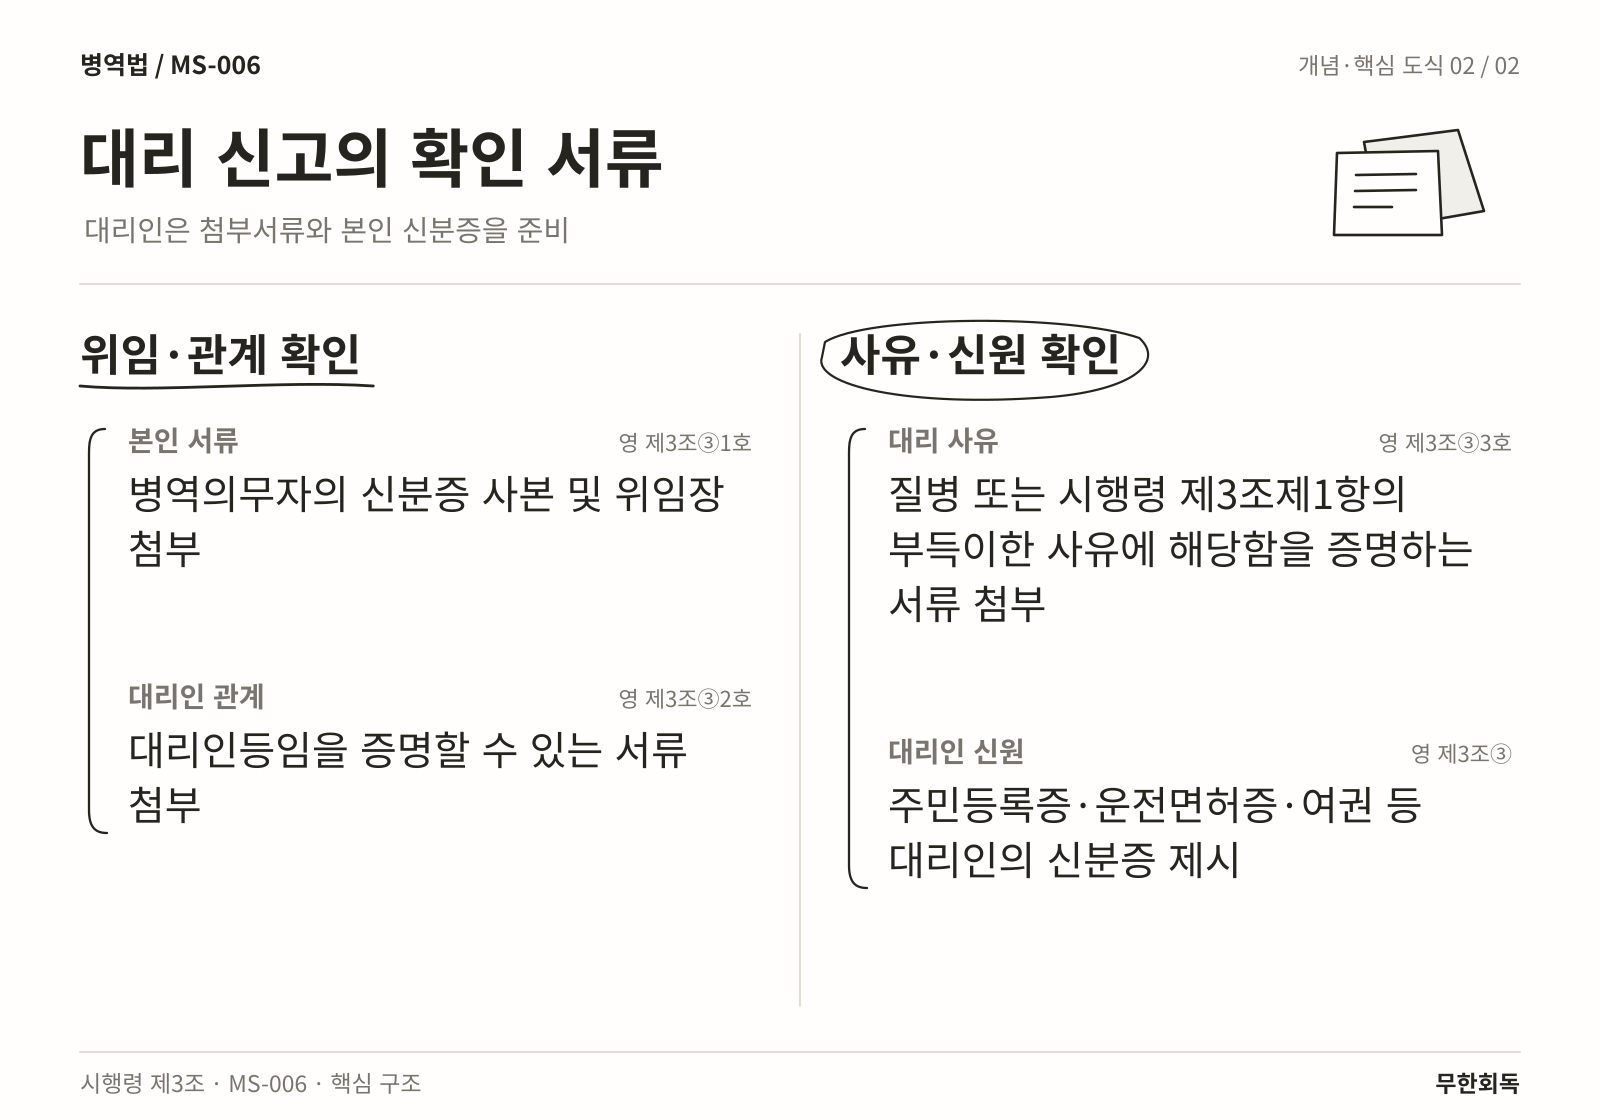 병역법 / MS-006
개념·핵심 도식 02 / 02
대리 신고의 확인 서류
대리인은 첨부서류와 본인 신분증을 준비
위임·관계 확인
본인 서류
영 제3조③1호
병역의무자의 신분증 사본 및 위임장
첨부
대리인 관계
영 제3조③2호
대리인등임을 증명할 수 있는 서류
첨부
사유·신원 확인
대리 사유
영 제3조③3호
질병 또는 시행령 제3조제1항의
부득이한 사유에 해당함을 증명하는
서류 첨부
대리인 신원
영 제3조③
주민등록증·운전면허증·여권 등
대리인의 신분증 제시
시행령 제3조 · MS-006 · 핵심 구조
무한회독